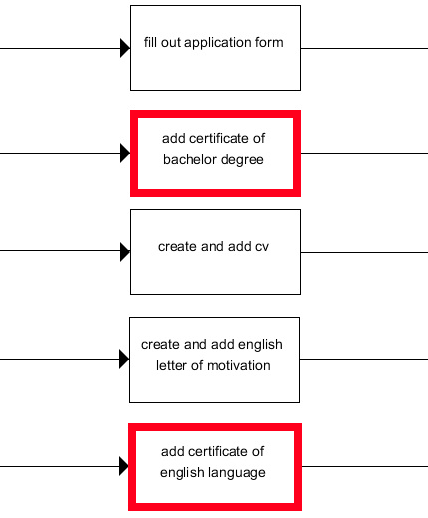 fill out application form
add certificate of
bachelor degree
create and add cv
create and add english
letter of motivation
add certificate of
english language